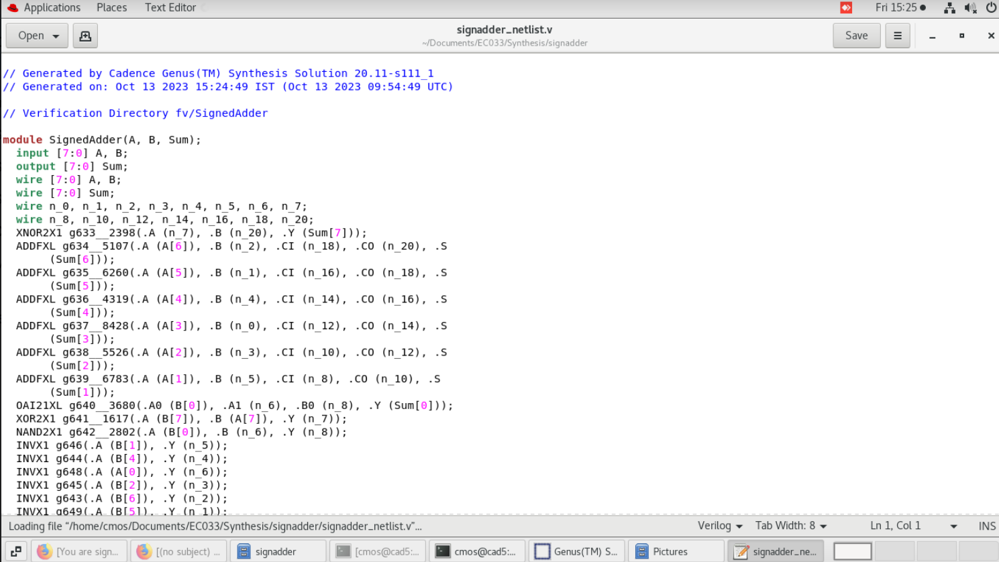 Applications Places Text Editor Fri 15:25
Open signadder_netlist.v Save
~/Documents/EC033/Synthesis/signadder
// Generated by Cadence Genus(TM) Synthesis Solution 20.11-s111_1
// Generated on: Oct 13 2023 15:24:49 IST (Oct 13 2023 09:54:49 UTC)
// Verification Directory fv/SignedAdder
module SignedAdder(A, B, Sum);
input [7:0] A, B;
output [7:0] Sum;
wire [7:0] A, B;
wire [7:0] Sum;
wire n_0, n_1, n_2, n_3, n_4, n_5, n_6, n_7;
wire n_8, n_10, n_12, n_14, n_16, n_18, n_20;
XNOR2X1 g633__2398(.A (n_7), .B (n_20), .Y (Sum[7]));
ADDFXL g634__5107(.A (A[6]), .B (n_2), .CI (n_18), .CO (n_20), .S
(Sum[6]));
ADDFXL g635__6260(.A (A[5]), .B (n_1), .CI (n_16), .CO (n_18), .S
(Sum[5]));
ADDFXL g636__4319(.A (A[4]), .B (n_4), .CI (n_14), .CO (n_16), .S
(Sum[4]));
ADDFXL g637__8428(.A (A[3]), .B (n_0), .CI (n_12), .CO (n_14), .S
(Sum[3]));
ADDFXL g638__5526(.A (A[2]), .B (n_3), .CI (n_10), .CO (n_12), .S
(Sum[2]));
ADDFXL g639__6783(.A (A[1]), .B (n_5), .CI (n_8), .CO (n_10), .S
(Sum[1]));
OAI21XL g640__3680(.A0 (B[0]), .A1 (n_6), .B0 (n_8), .Y (Sum[0]));
XOR2X1 g641__1617(.A (B[7]), .B (A[7]), .Y (n_7));
NAND2X1 g642__2802(.A (B[0]), .B (n_6), .Y (n_8));
INVX1 g646(.A (B[1]), .Y (n_5));
INVX1 g644(.A (B[4]), .Y (n_4));
INVX1 g648(.A (A[0]), .Y (n_6));
INVX1 g645(.A (B[2]), .Y (n_3));
INVX1 g643(.A (B[6]), .Y (n_2));
INVX1 g649(.A (B[5]), .Y (n_1));
Loading file “/home/cmos/Documents/EC033/Synthesis/signadder/signadder_netlist.v”... Verilog Tab Width: 8 Ln 1, Col 1 INS
[You are sign... [(no subject) ... signadder [cmos@cad5:... cmos@cad5:... Genus(TM) S... Pictures signadder_ne...